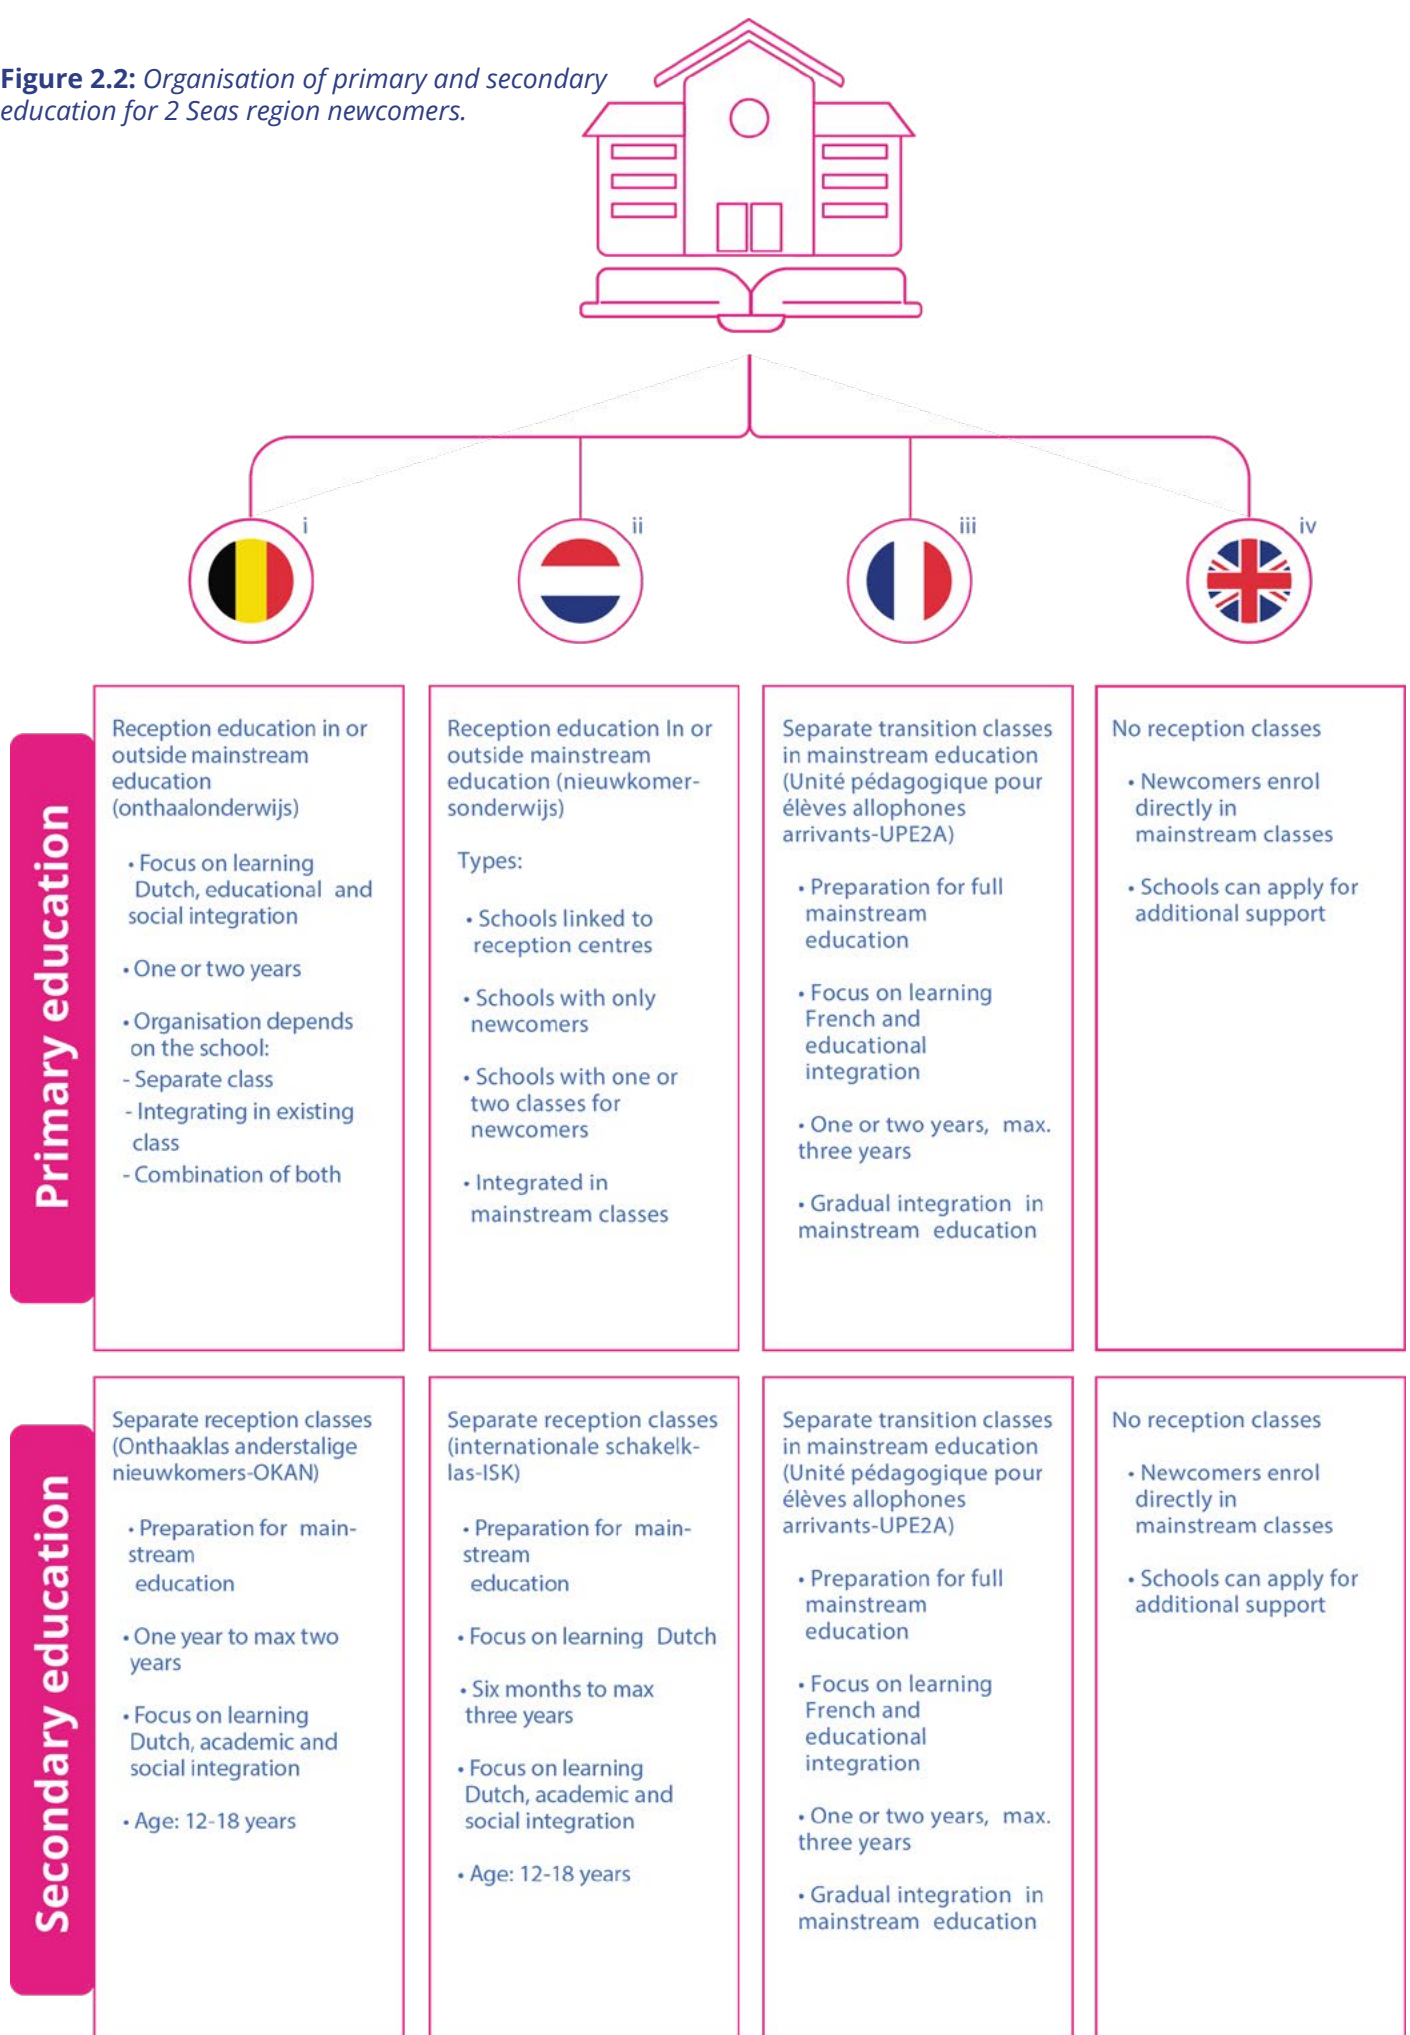 Figure 2.2: Organisation of primary and secondary
education for 2 Seas region newcomers.
i
ii
iii
iv
Primary education
Reception education in or
outside mainstream
education
(onthaalonderwijs)
• Focus on learning
Dutch, educational and
social integration
• One or two years
• Organisation depends
on the school:
- Separate class
- Integrating in existing
class
- Combination of both
Reception education In or
outside mainstream
education (nieuwkomer-
sonderwijs)
Types:
• Schools linked to
reception centres
• Schools with only
newcomers
• Schools with one or
two classes for
newcomers
• Integrated in
mainstream classes
Separate transition classes
in mainstream education
(Unité pédagogique pour
élèves allophones
arrivants-UPE2A)
• Preparation for full
mainstream
education
• Focus on learning
French and
educational
integration
• One or two years, max.
three years
• Gradual integration in
mainstream education
No reception classes
• Newcomers enrol
directly in
mainstream classes
• Schools can apply for
additional support
Secondary education
Separate reception classes
(Onthaaklas anderstalige
nieuwkomers-OKAN)
• Preparation for main-
stream
education
• One year to max two
years
• Focus on learning
Dutch, academic and
social integration
• Age: 12-18 years
Separate reception classes
(internationale schakelk-
las-ISK)
• Preparation for main-
stream
education
• Focus on learning Dutch
• Six months to max
three years
• Focus on learning
Dutch, academic and
social integration
• Age: 12-18 years
Separate transition classes
in mainstream education
(Unité pédagogique pour
élèves allophones
arrivants-UPE2A)
• Preparation for full
mainstream
education
• Focus on learning
French and
educational
integration
• One or two years, max.
three years
• Gradual integration in
mainstream education
No reception classes
• Newcomers enrol
directly in
mainstream classes
• Schools can apply for
additional support